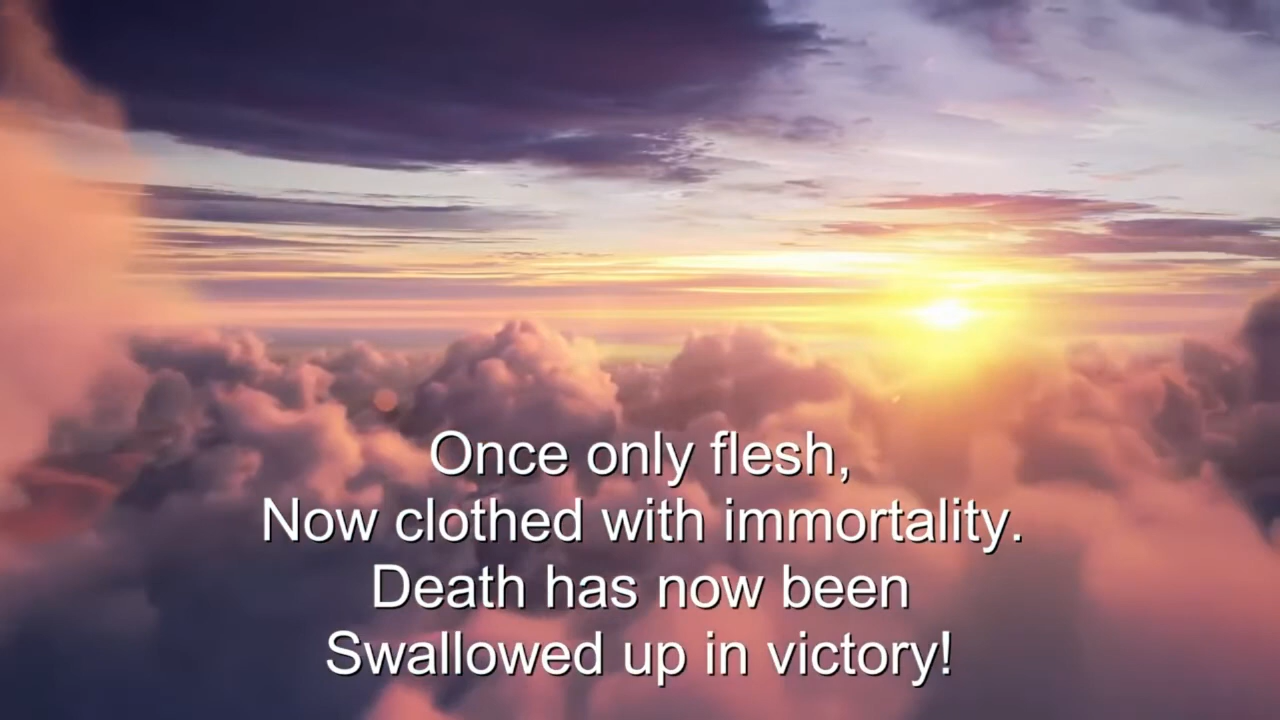 Once only flesh,
Now clothed with immortality.
Death has now been
Swallowed up in victory!